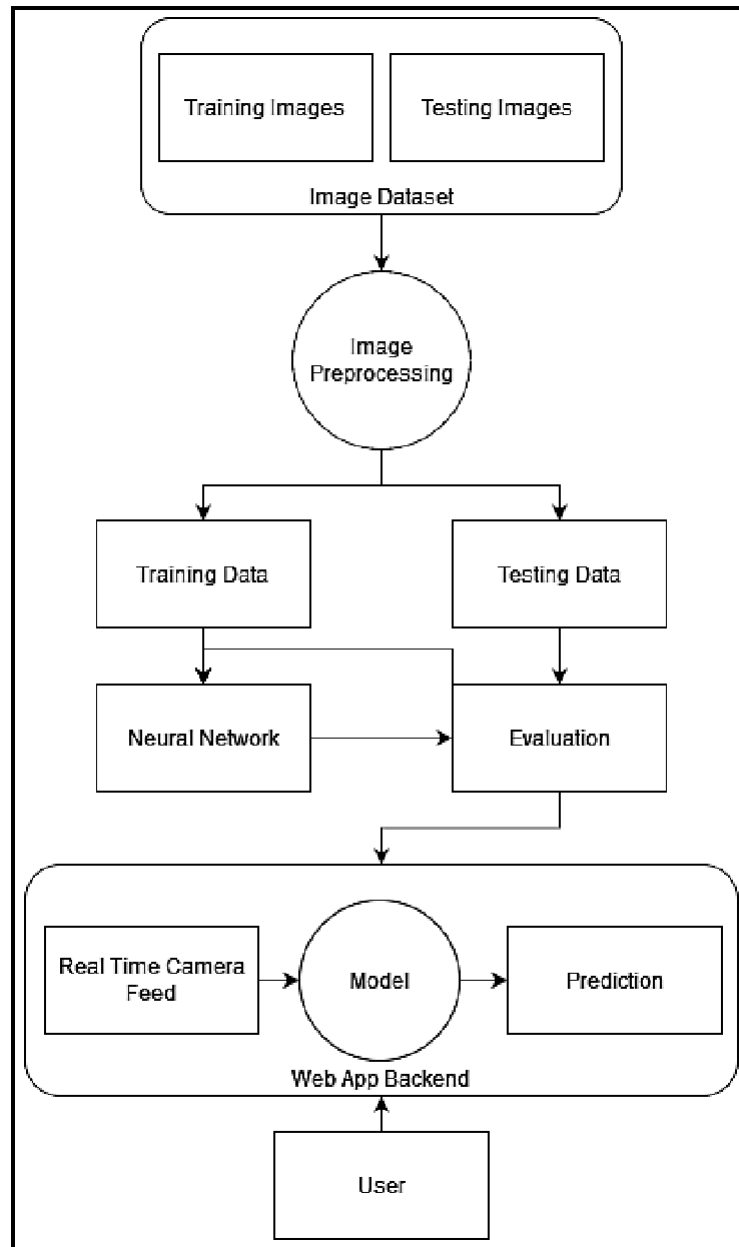 Training Images
Testing Images
Image Dataset
Image
Preprocessing
Training Data
Testing Data
Neural Network
Evaluation
Real Time Camera
Feed
Model
Prediction
Web App Backend
User